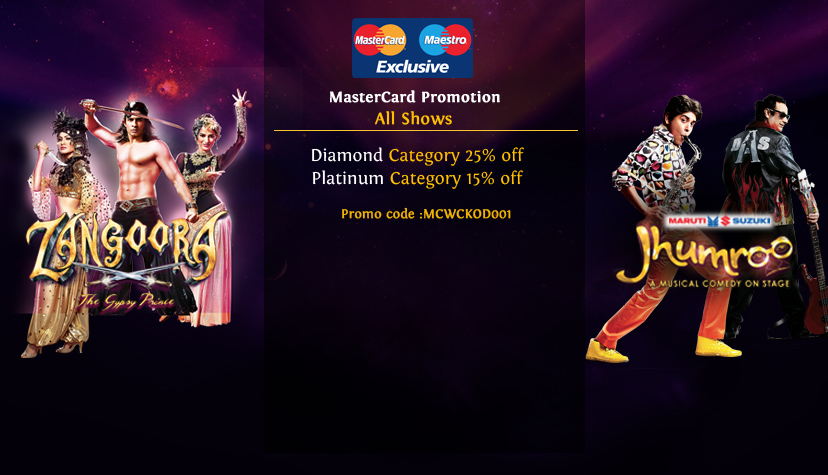 MasterCard Maestro
Exclusive
MasterCard Promotion
All Shows
Diamond Category 25% off
Platinum Category 15% off
Promo code :MCWCKOD001
ZANGOORA
The Gypsy Prince
MARUTI SUZUKI
Jhumroo
A MUSICAL COMEDY ON STAGE